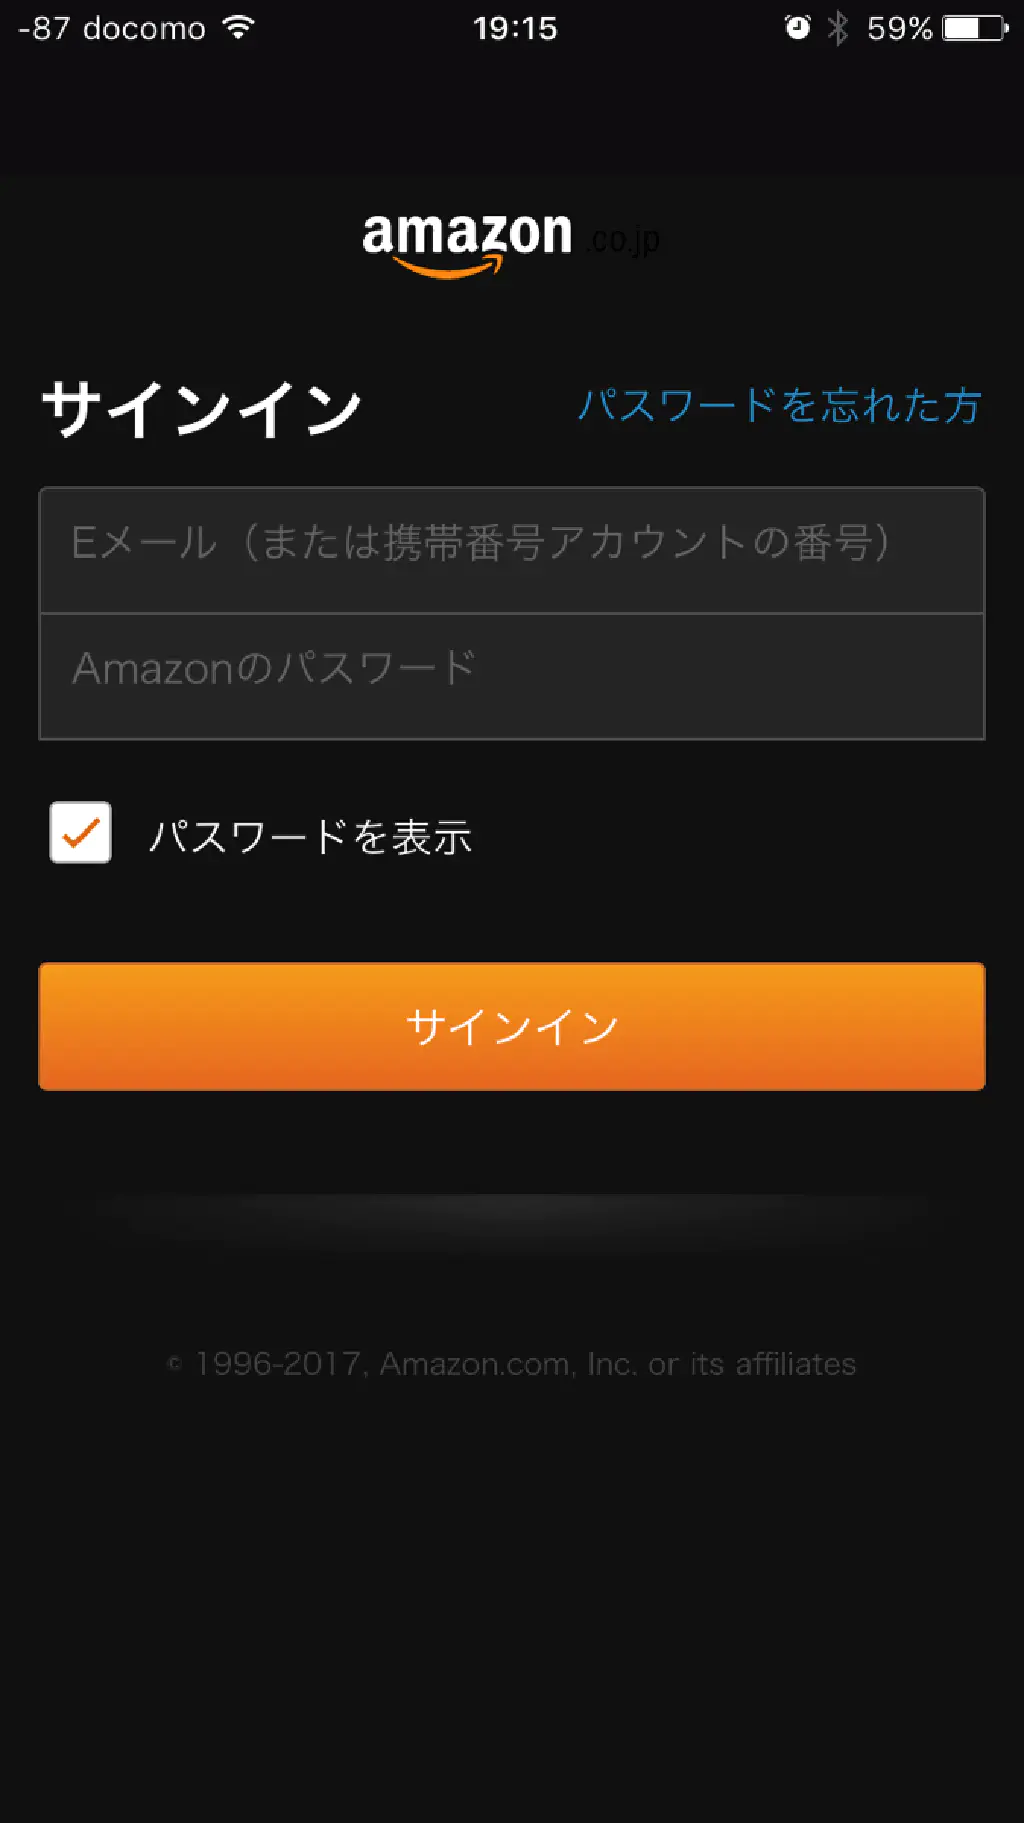 -87 docomo 19:15 59%
amazon.co.jp
サインイン パスワードを忘れた方
Eメール（または携帯番号アカウントの番号）
Amazonのパスワード
パスワードを表示
サインイン
© 1996-2017, Amazon.com, Inc. or its affiliates